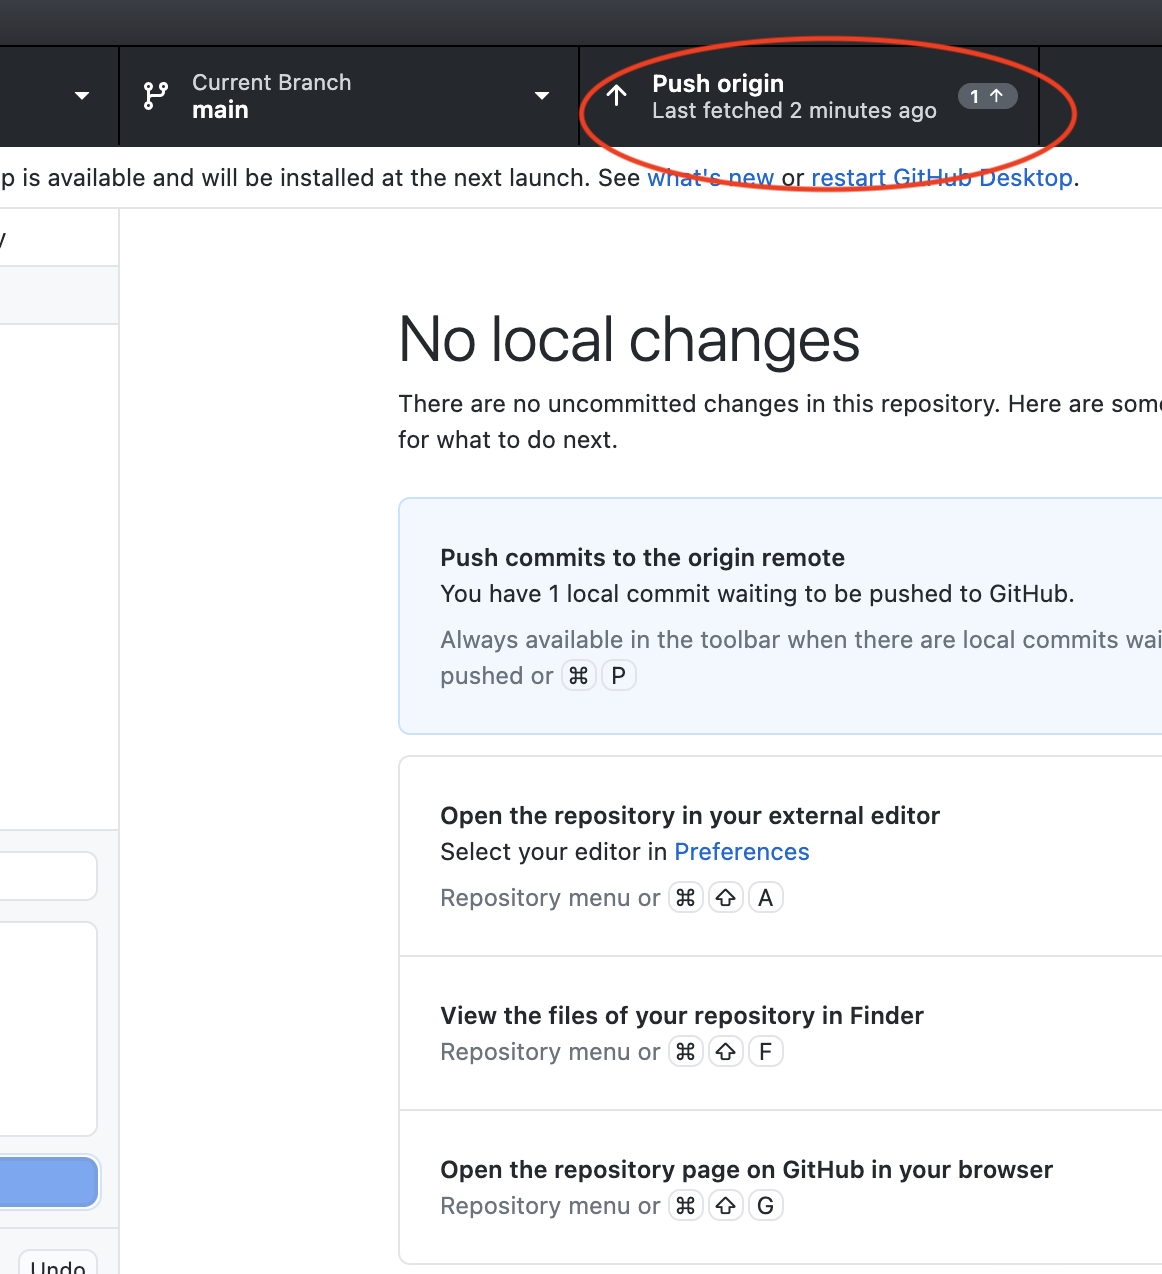 Current Branch
main
Push origin
Last fetched 2 minutes ago
1
p is available and will be installed at the next launch. See what's new or restart GitHub Desktop.
y
No local changes
There are no uncommitted changes in this repository. Here are some
for what to do next.
Push commits to the origin remote
You have 1 local commit waiting to be pushed to GitHub.
Always available in the toolbar when there are local commits wai
pushed or ⌘ P
Open the repository in your external editor
Select your editor in Preferences
Repository menu or ⌘ ⇧ A
View the files of your repository in Finder
Repository menu or ⌘ ⇧ F
Open the repository page on GitHub in your browser
Repository menu or ⌘ ⇧ G
Undo